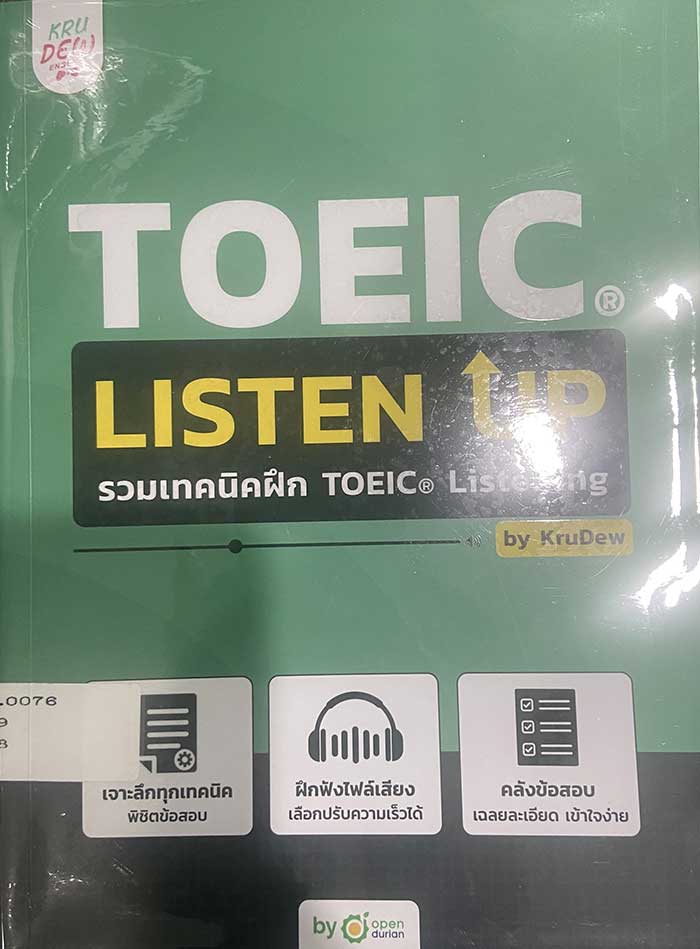 KRU
DEW
TOEIC®
LISTEN UP
รวมเทคนิคฝึก TOEIC® Listening
by KruDew
.0076
9
8
เจาะลึกทุกเทคนิค
พิชิตข้อสอบ
ฝึกฟังไฟล์เสียง
เลือกปรับความเร็วได้
คลังข้อสอบ
เฉลยละเอียด เข้าใจง่าย
by open
durian